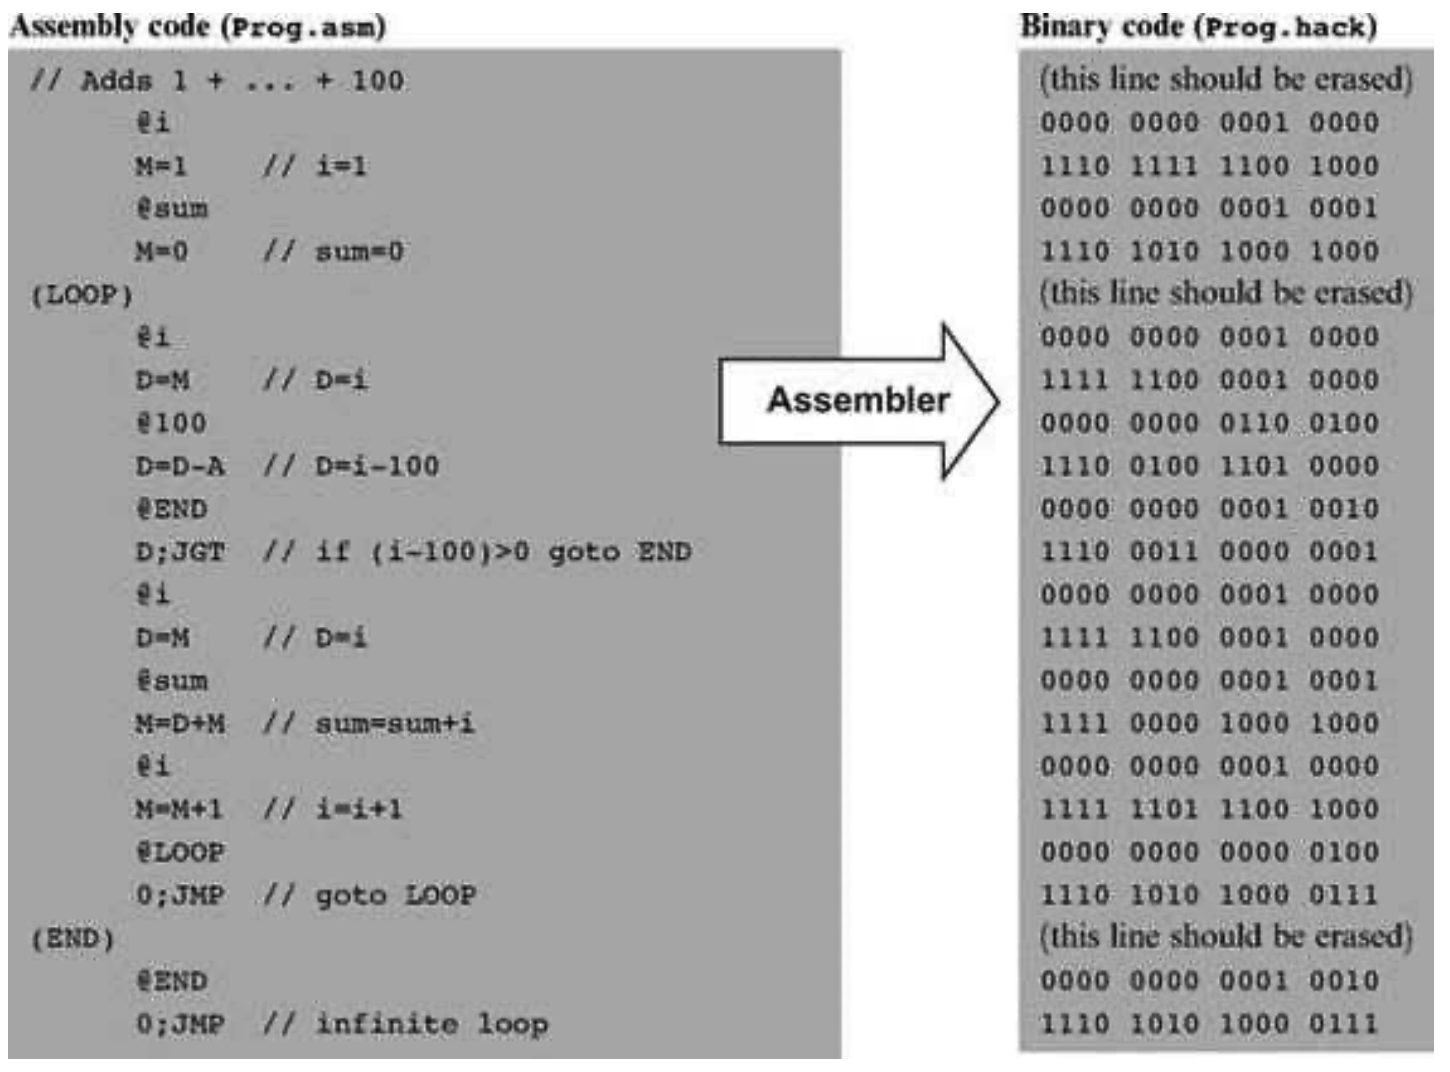 Assembly code (Prog.asm)
// Adds 1 + ... + 100
@i
M=1 // i=1
@sum
M=0 // sum=0
(LOOP)
@i
D=M // D=i
@100
D=D-A // D=i-100
@END
D;JGT // if (i-100)>0 goto END
@i
D=M // D=i
@sum
M=D+M // sum=sum+i
@i
M=M+1 // i=i+1
@LOOP
0;JMP // goto LOOP
(END)
@END
0;JMP // infinite loop
Assembler
Binary code (Prog.hack)
(this line should be erased)
0000 0000 0001 0000
1110 1111 1100 1000
0000 0000 0001 0001
1110 1010 1000 1000
(this line should be erased)
0000 0000 0001 0000
1111 1100 0001 0000
0000 0000 0110 0100
1110 0100 1101 0000
0000 0000 0001 0010
1110 0011 0000 0001
0000 0000 0001 0000
1111 1100 0001 0000
0000 0000 0001 0001
1111 0000 1000 1000
0000 0000 0001 0000
1111 1101 1100 1000
0000 0000 0000 0100
1110 1010 1000 0111
(this line should be erased)
0000 0000 0001 0010
1110 1010 1000 0111